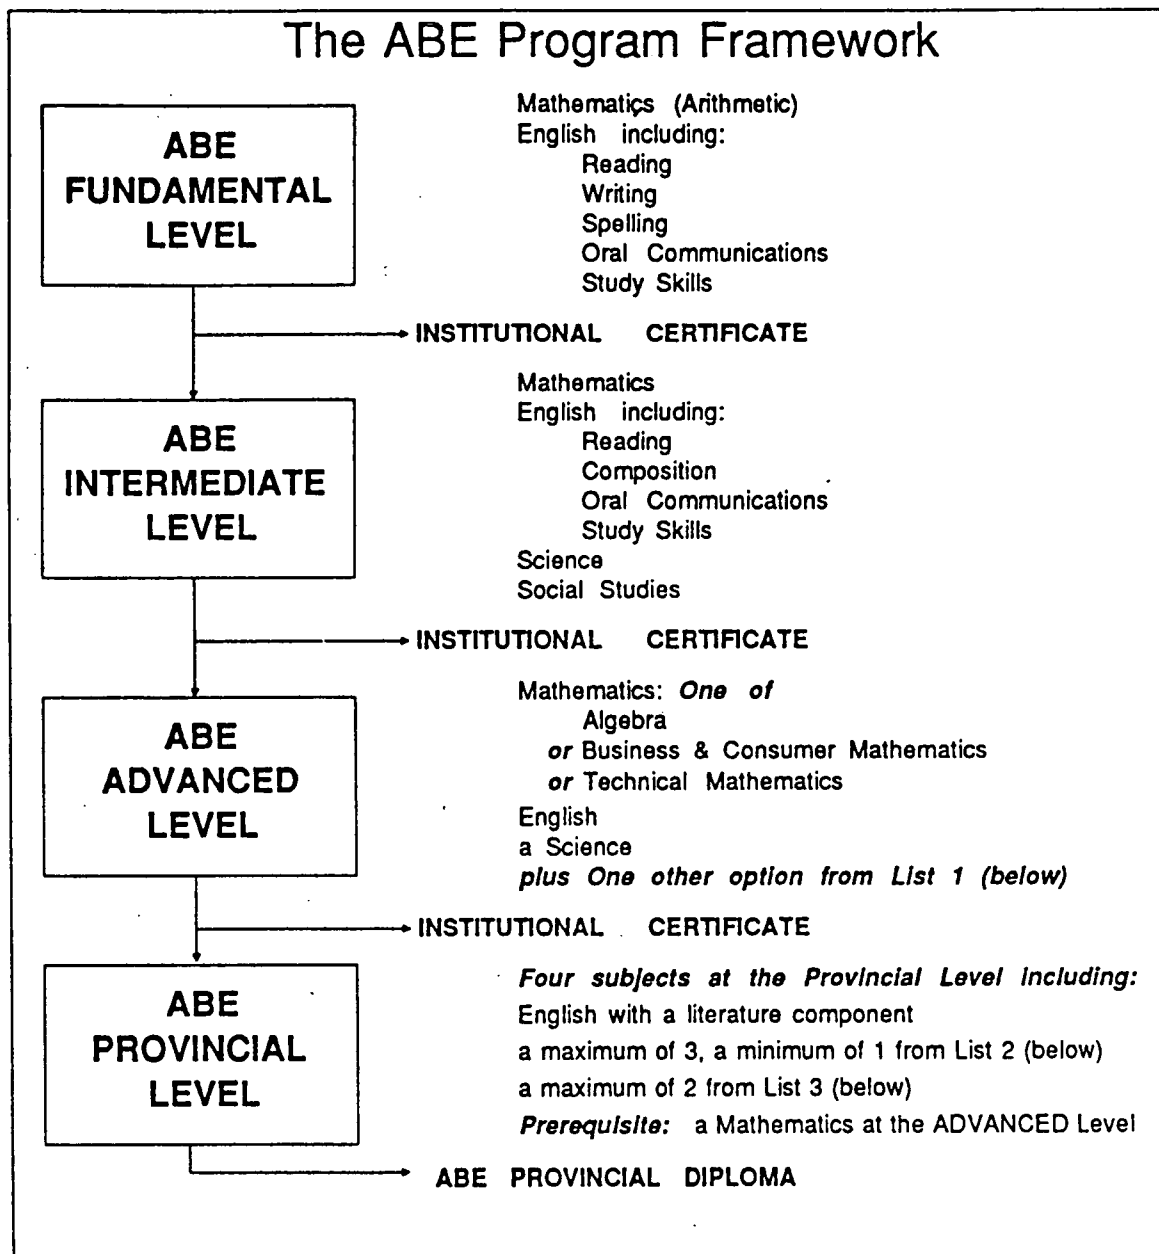 The ABE Program Framework
ABE
FUNDAMENTAL
LEVEL
Mathematics (Arithmetic)
English including:
Reading
Writing
Spelling
Oral Communications
Study Skills
INSTITUTIONAL CERTIFICATE
ABE
INTERMEDIATE
LEVEL
Mathematics
English including:
Reading
Composition
Oral Communications
Study Skills
Science
Social Studies
INSTITUTIONAL CERTIFICATE
ABE
ADVANCED
LEVEL
Mathematics: One of
Algebra
or Business & Consumer Mathematics
or Technical Mathematics
English
a Science
plus One other option from List 1 (below)
INSTITUTIONAL CERTIFICATE
ABE
PROVINCIAL
LEVEL
Four subjects at the Provincial Level including:
English with a literature component
a maximum of 3, a minimum of 1 from List 2 (below)
a maximum of 2 from List 3 (below)
Prerequisite: a Mathematics at the ADVANCED Level
ABE PROVINCIAL DIPLOMA